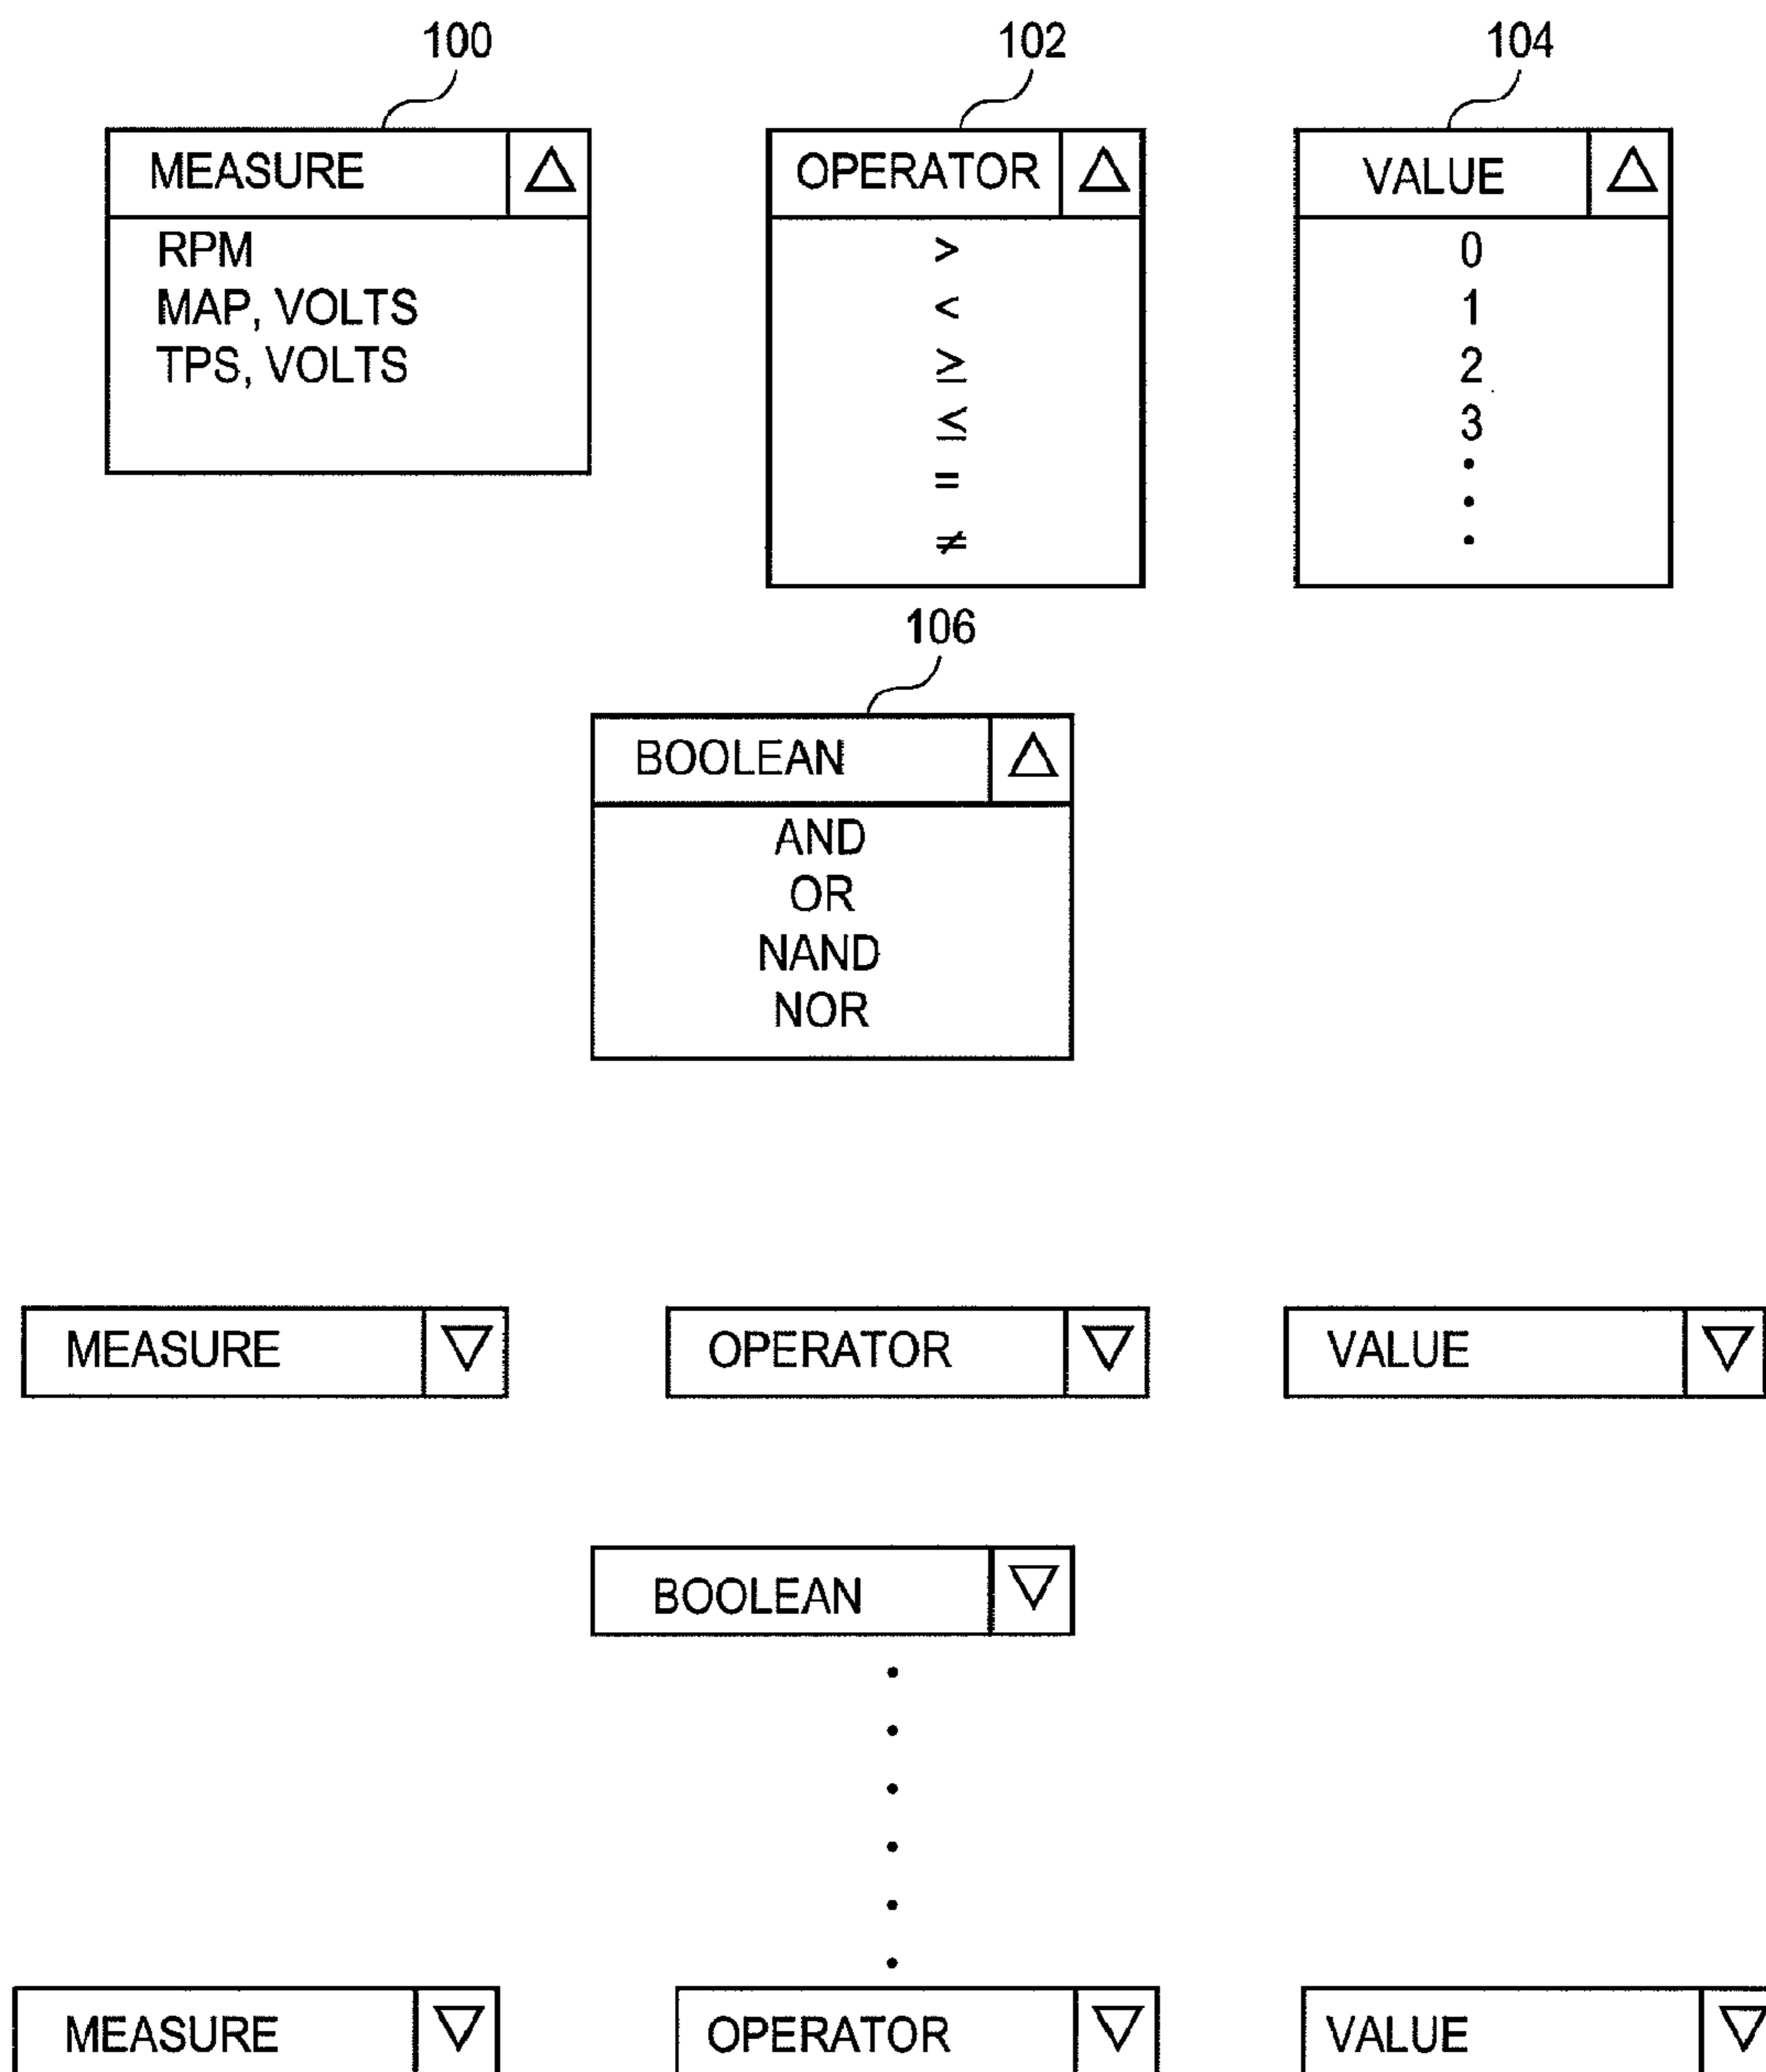 100
102
104
MEASURE
RPM
MAP, VOLTS
TPS, VOLTS
OPERATOR
>
<
≥
≤
=
≠
VALUE
0
1
2
3
106
BOOLEAN
AND
OR
NAND
NOR
MEASURE
OPERATOR
VALUE
BOOLEAN
MEASURE
OPERATOR
VALUE